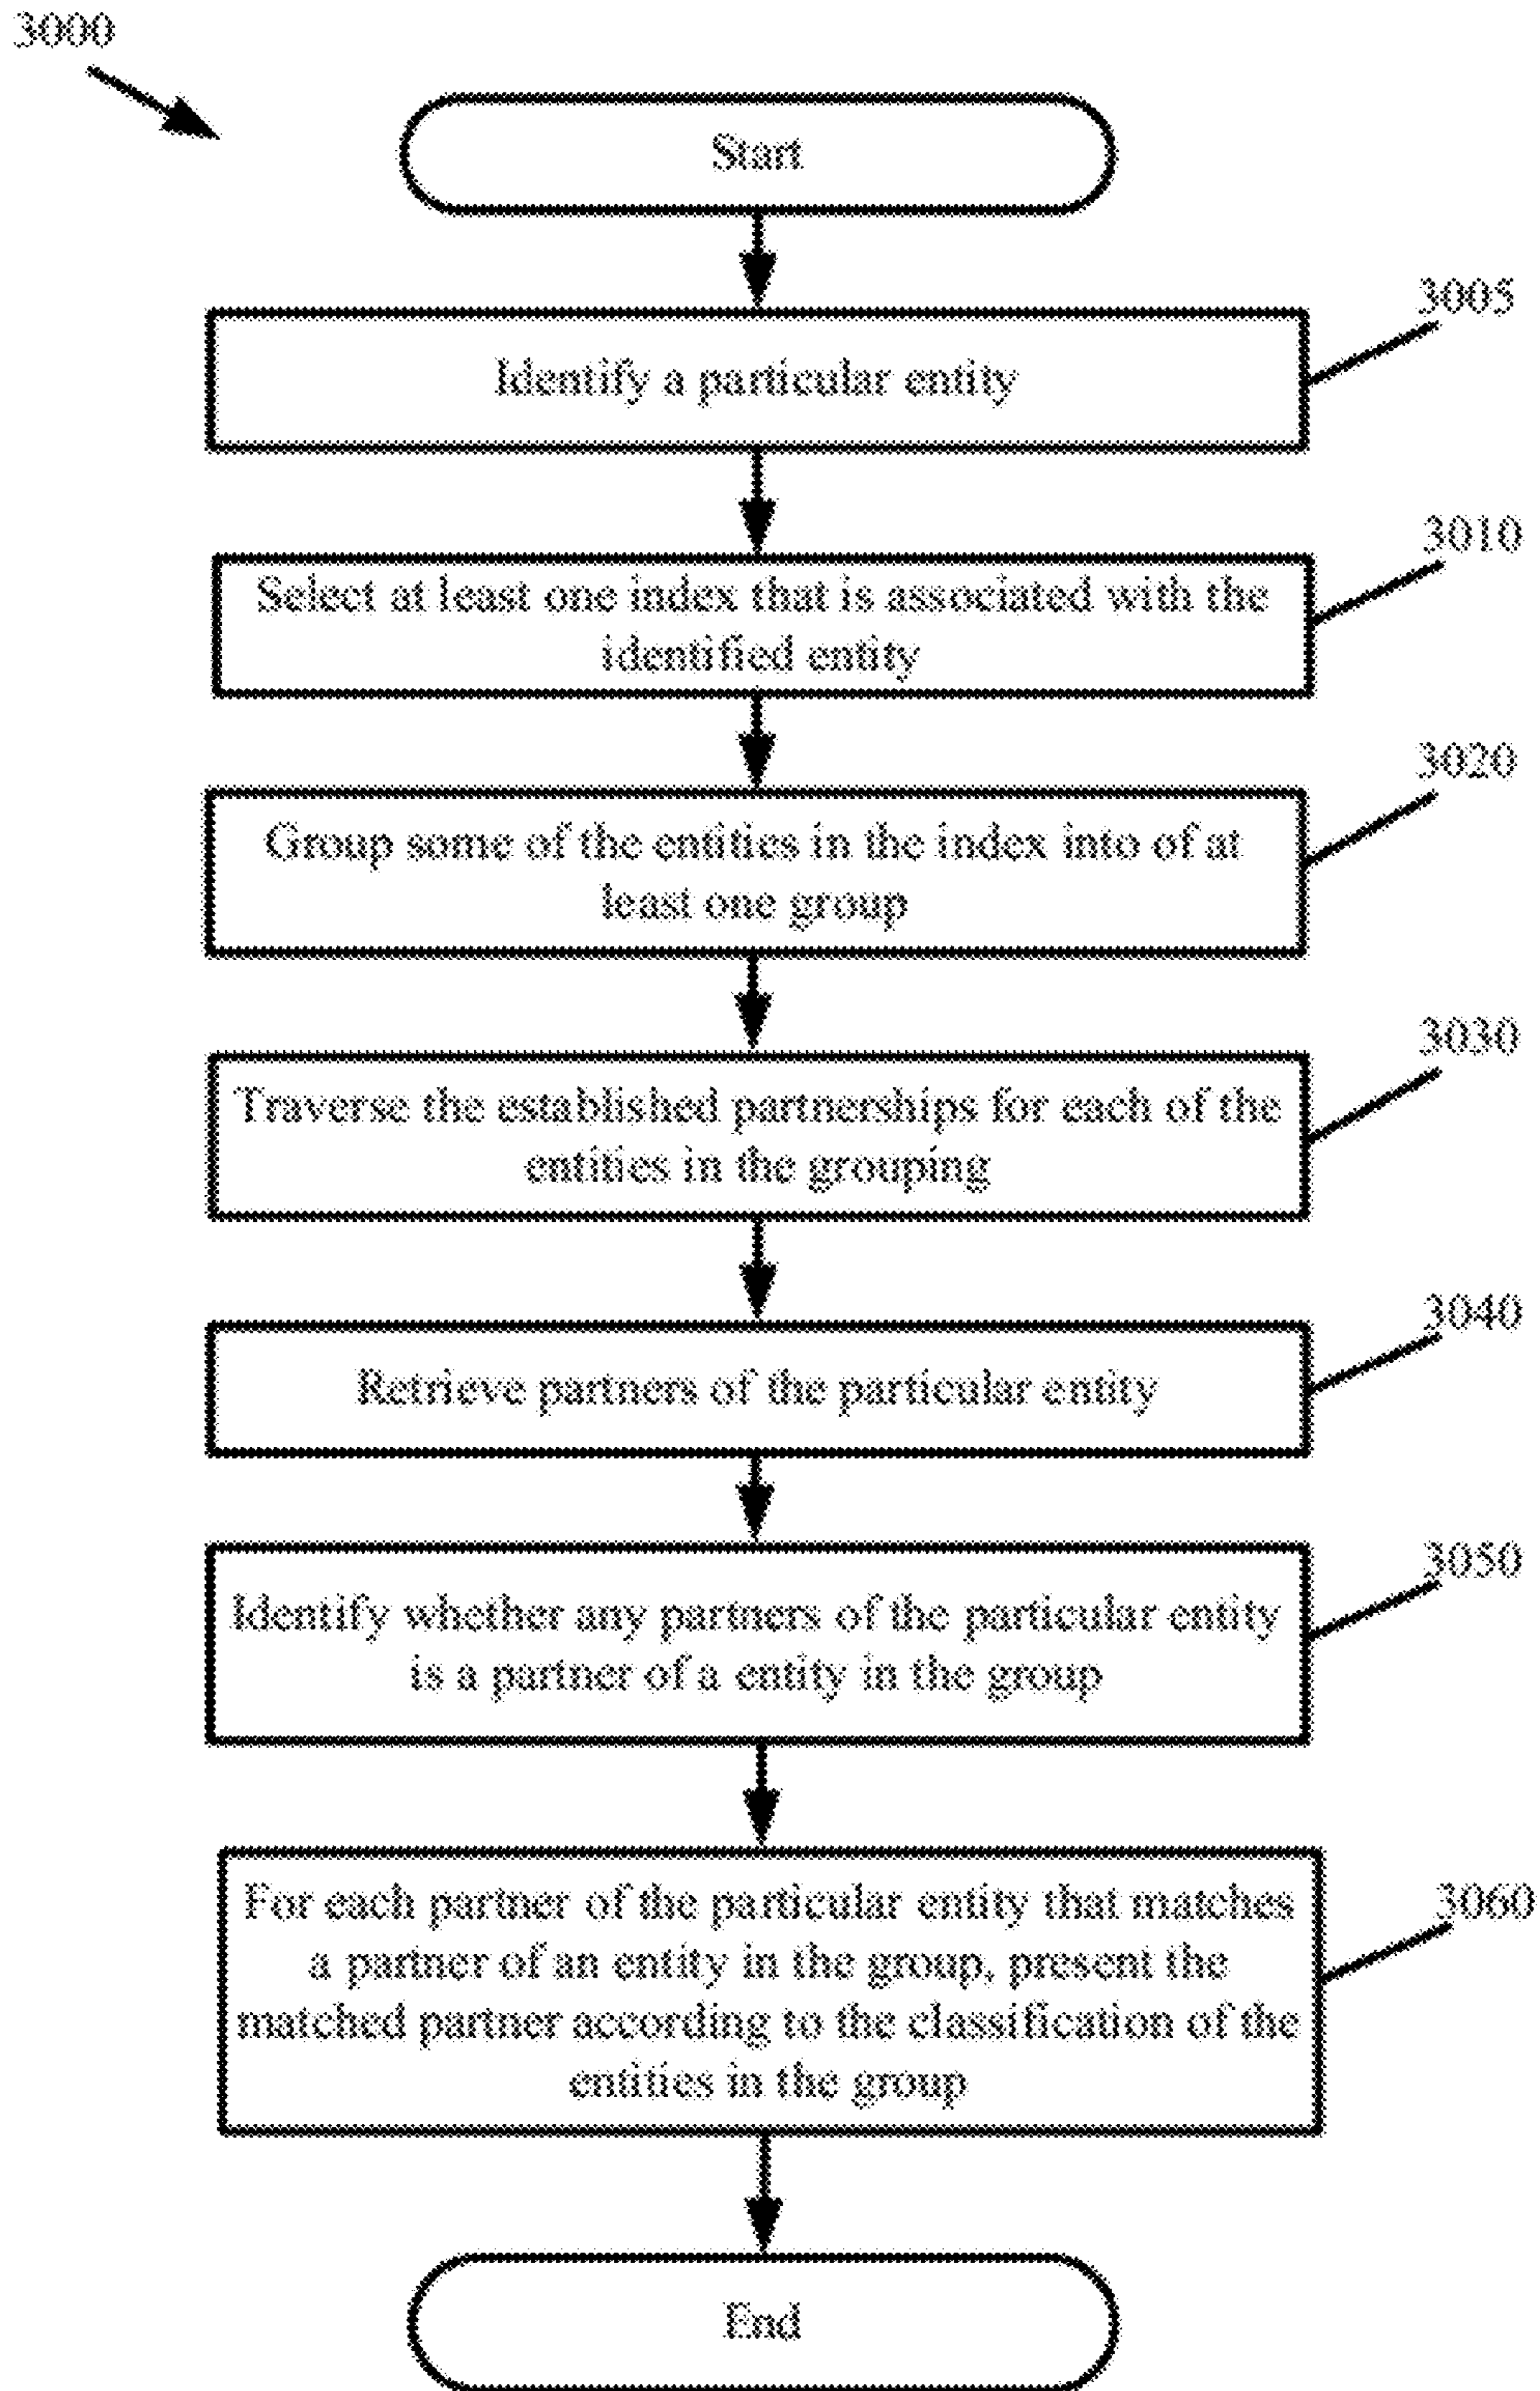 3000
Start
3005
Identify a particular entity
3010
Select at least one index that is associated with the
identified entity
3020
Group some of the entities in the index into of at
least one group
3030
Traverse the established partnerships for each of the
entities in the grouping
3040
Retrieve partners of the particular entity
3050
Identify whether any partners of the particular entity
is a partner of a entity in the group
3060
For each partner of the particular entity that matches
a partner of an entity in the group, present the
matched partner according to the classification of the
entities in the group
End